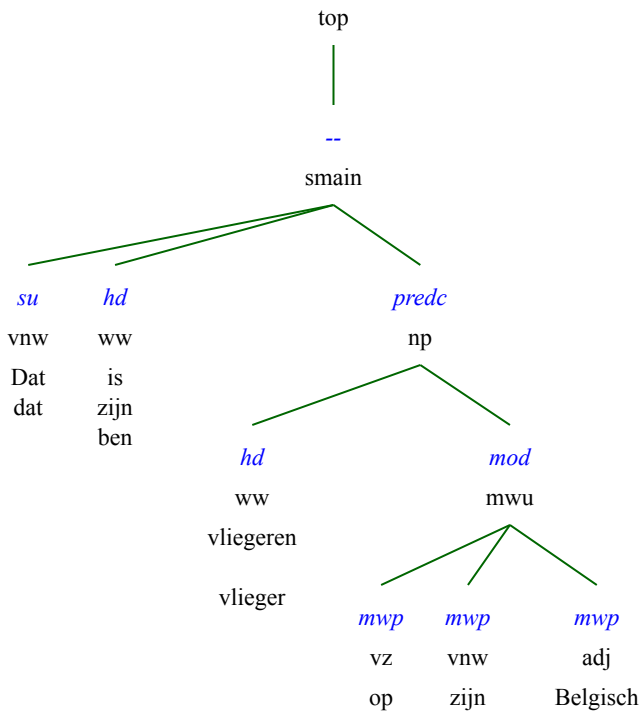 top
--
smain
su hd predc
vnw ww np
Dat is
dat zijn
ben
hd mod
ww mwu
vliegeren
vlieger
mwp mwp mwp
vz vnw adj
op zijn Belgisch